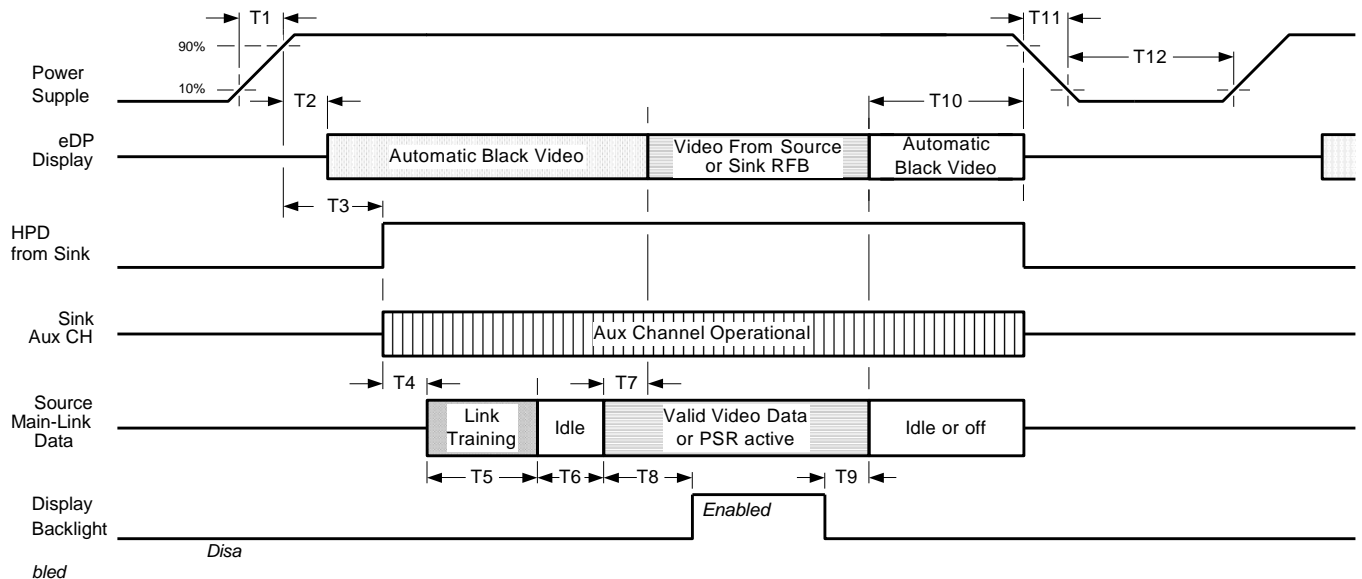 T1
T11
90%
T12
Power
Supple
10%
T2
T10
eDP
Display
Automatic Black Video
Video From Source
or Sink RFB
Automatic
Black Video
T3
HPD
from Sink
Sink
Aux CH
Aux Channel Operational
T4
T7
Source
Main-Link
Data
Link
Training
Idle
Valid Video Data
or PSR active
Idle or off
T5
T6
T8
T9
Display
Backlight
Enabled
Disa
bled